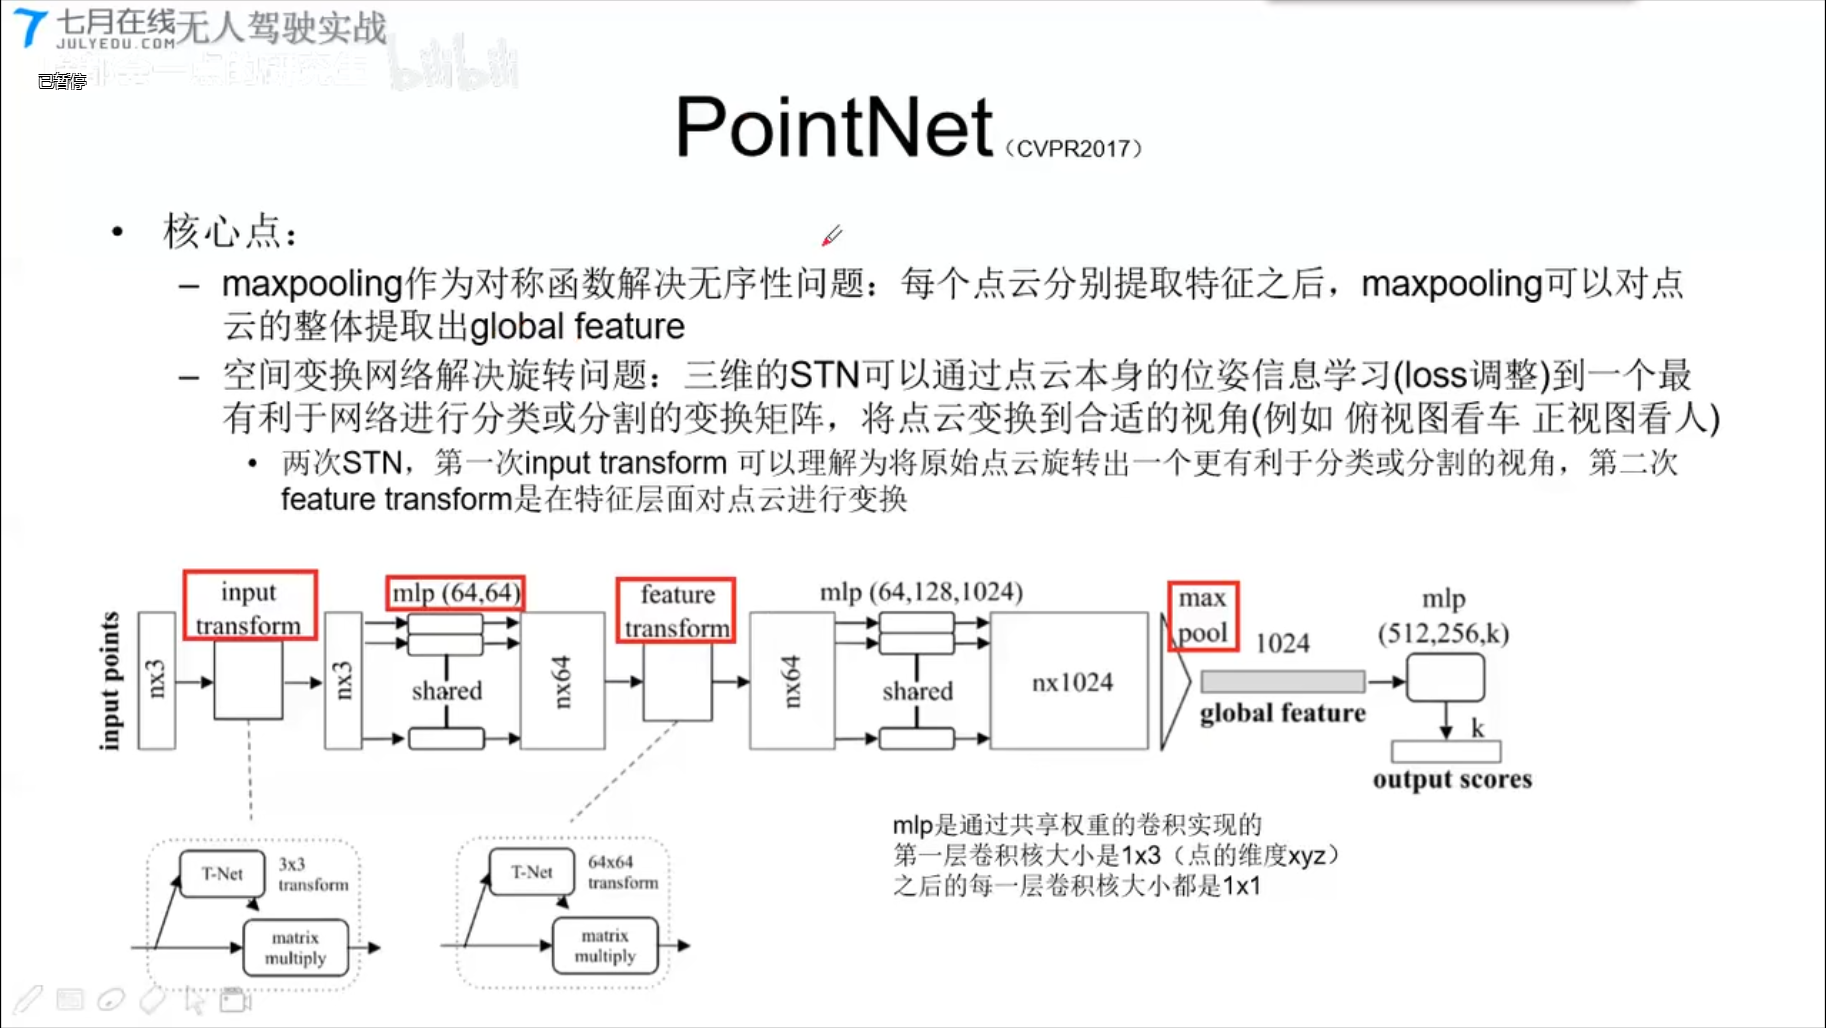 七月在线
JULYEDU.COM
无人驾驶实战
bilibili
已暂停
PointNet（CVPR2017）
• 核心点：
– maxpooling作为对称函数解决无序性问题：每个点云分别提取特征之后，maxpooling可以对点
云的整体提取出global feature
– 空间变换网络解决旋转问题：三维的STN可以通过点云本身的位姿信息学习(loss调整)到一个最
有利于网络进行分类或分割的变换矩阵，将点云变换到合适的视角(例如 俯视图看车 正视图看人)
• 两次STN，第一次input transform 可以理解为将原始点云旋转出一个更有利于分类或分割的视角，第二次
feature transform是在特征层面对点云进行变换
input points
nx3
input
transform
nx3
mlp (64,64)
shared
nx64
feature
transform
nx64
mlp (64,128,1024)
shared
nx1024
max
pool
1024
global feature
mlp
(512,256,k)
k
output scores
T-Net
3x3
transform
matrix
multiply
T-Net
64x64
transform
matrix
multiply
mlp是通过共享权重的卷积实现的
第一层卷积核大小是1x3（点的维度xyz）
之后的每一层卷积核大小都是1x1